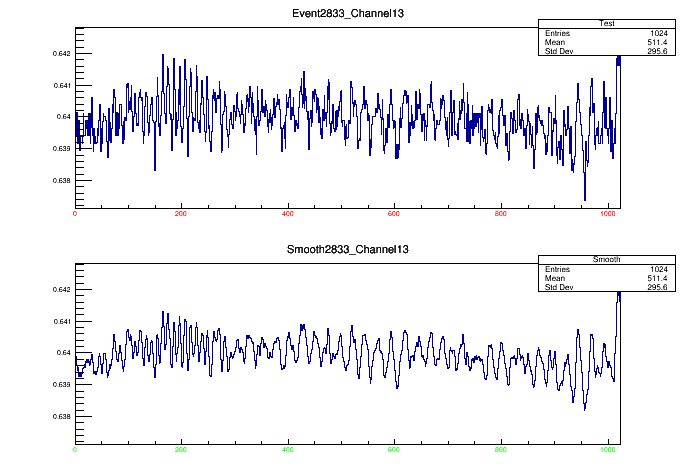 Event2833_Channel13
Test
Entries 1024
Mean 511.4
Std Dev 295.6
0.642
0.641
0.64
0.639
0.638
0 200 400 600 800 1000
Smooth2833_Channel13
Smooth
Entries 1024
Mean 511.4
Std Dev 295.6
0.642
0.641
0.64
0.639
0.638
0 200 400 600 800 1000